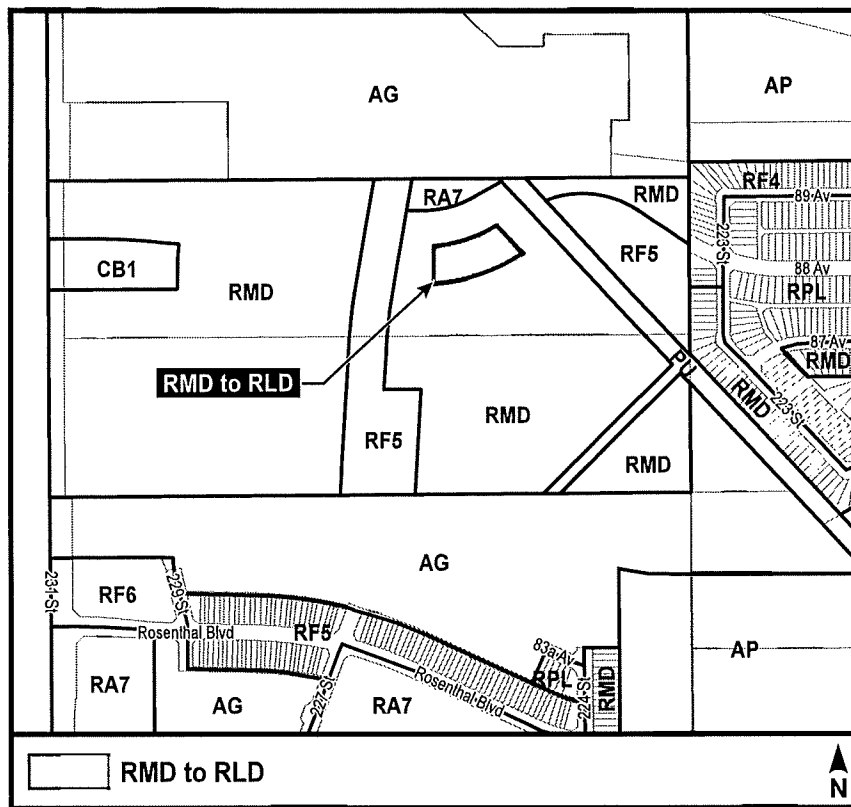 AG
AP
RA7
RMD
RF4
89 Av
223-St
RF5
88 Av
CB1
RMD
RPL
87 Av
RMD
RMD to RLD
PU
RMD
RMD
223-St
RF5
RMD
AG
231-St
RF6
229-St
Rosenthal Blvd
RF5
83a-Av
AP
RA7
AG
227-St
RA7
Rosenthal Blvd
RPL
224-St
RMD
RMD to RLD
N